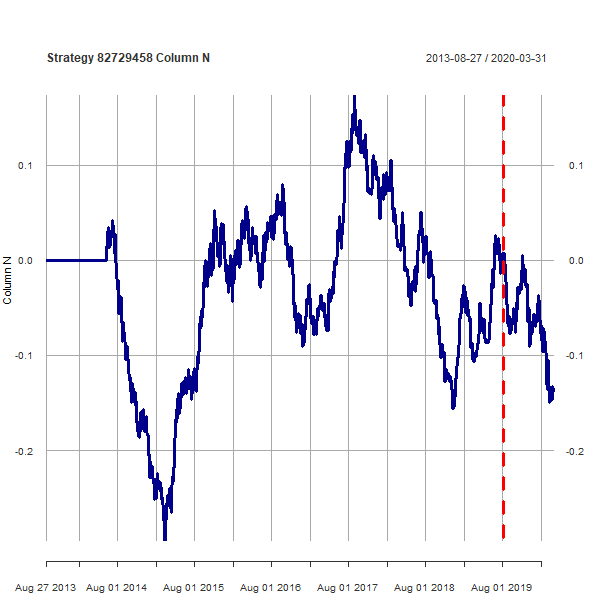 Strategy 82729458 Column N
2013-08-27 / 2020-03-31
Column N
0.1
0.0
-0.1
-0.2
0.1
0.0
-0.1
-0.2
Aug 27 2013
Aug 01 2014
Aug 01 2015
Aug 01 2016
Aug 01 2017
Aug 01 2018
Aug 01 2019